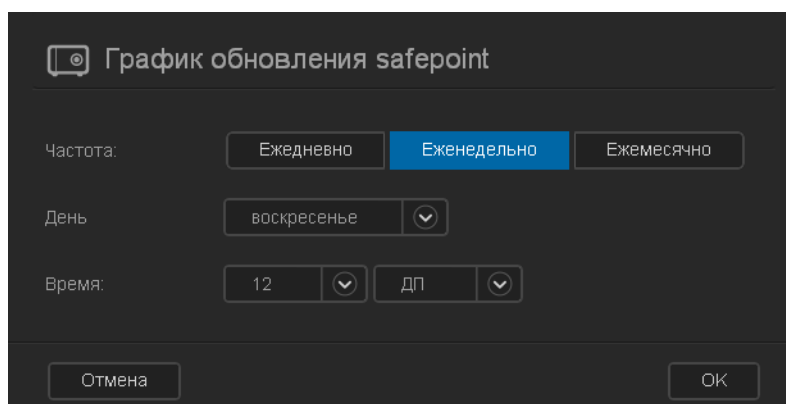 График обновления safepoint
Частота: Ежедневно Еженедельно Ежемесячно
День воскресенье
Время: 12 ДП
Отмена OK